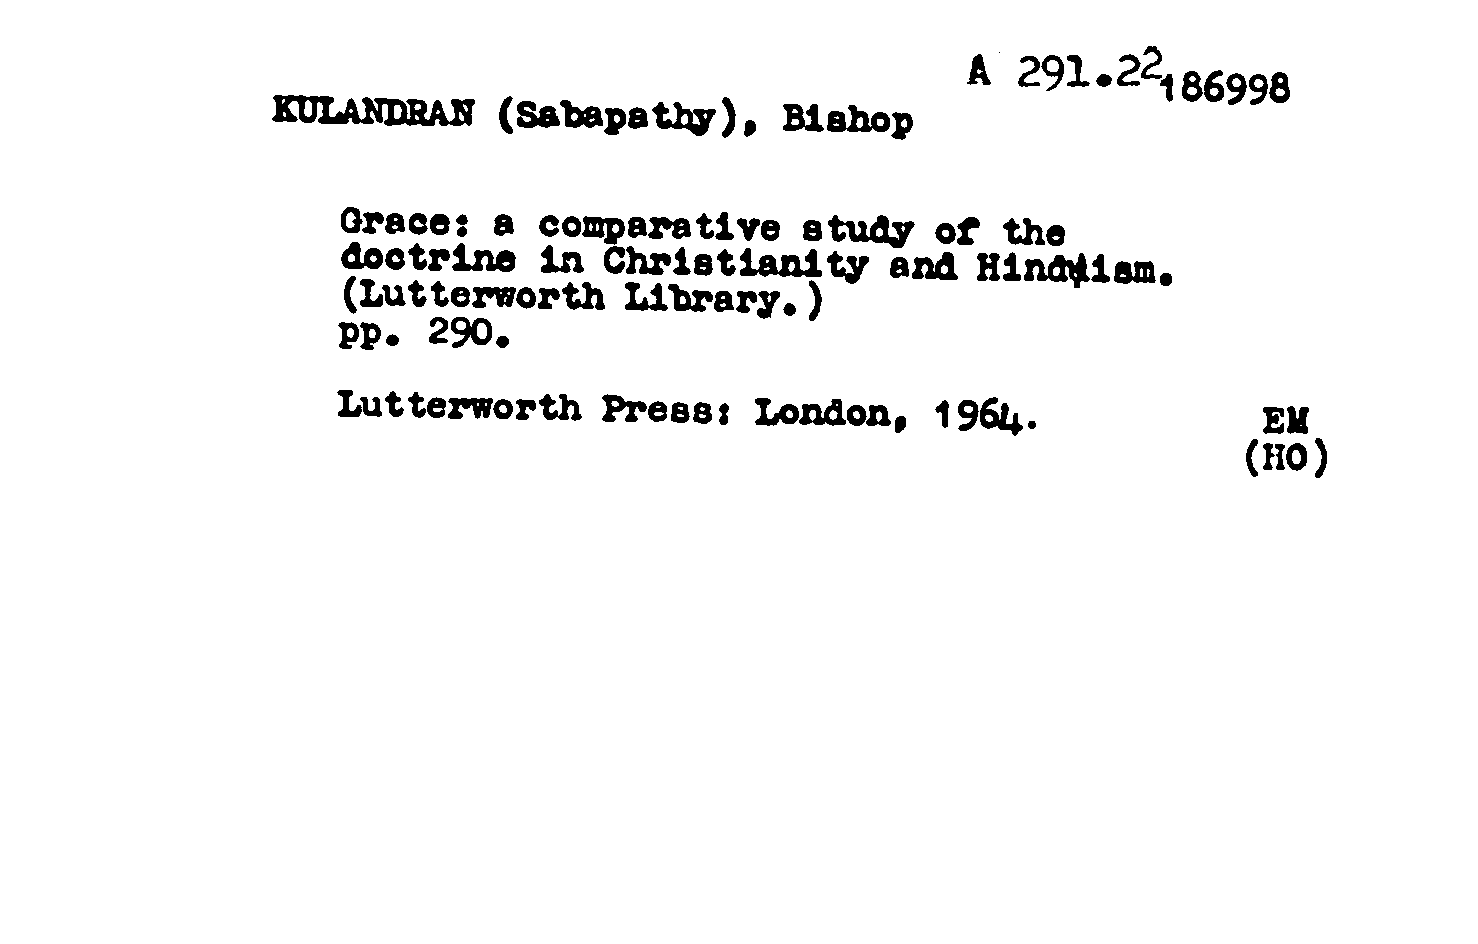 A 291.22 186998
KULANDRAN (Sabapathy), Bishop
Grace: a comparative study of the
doctrine in Christianity and Hinduism.
(Lutterworth Library.)
pp. 290.
Lutterworth Press: London, 1964.
EM
(HO)